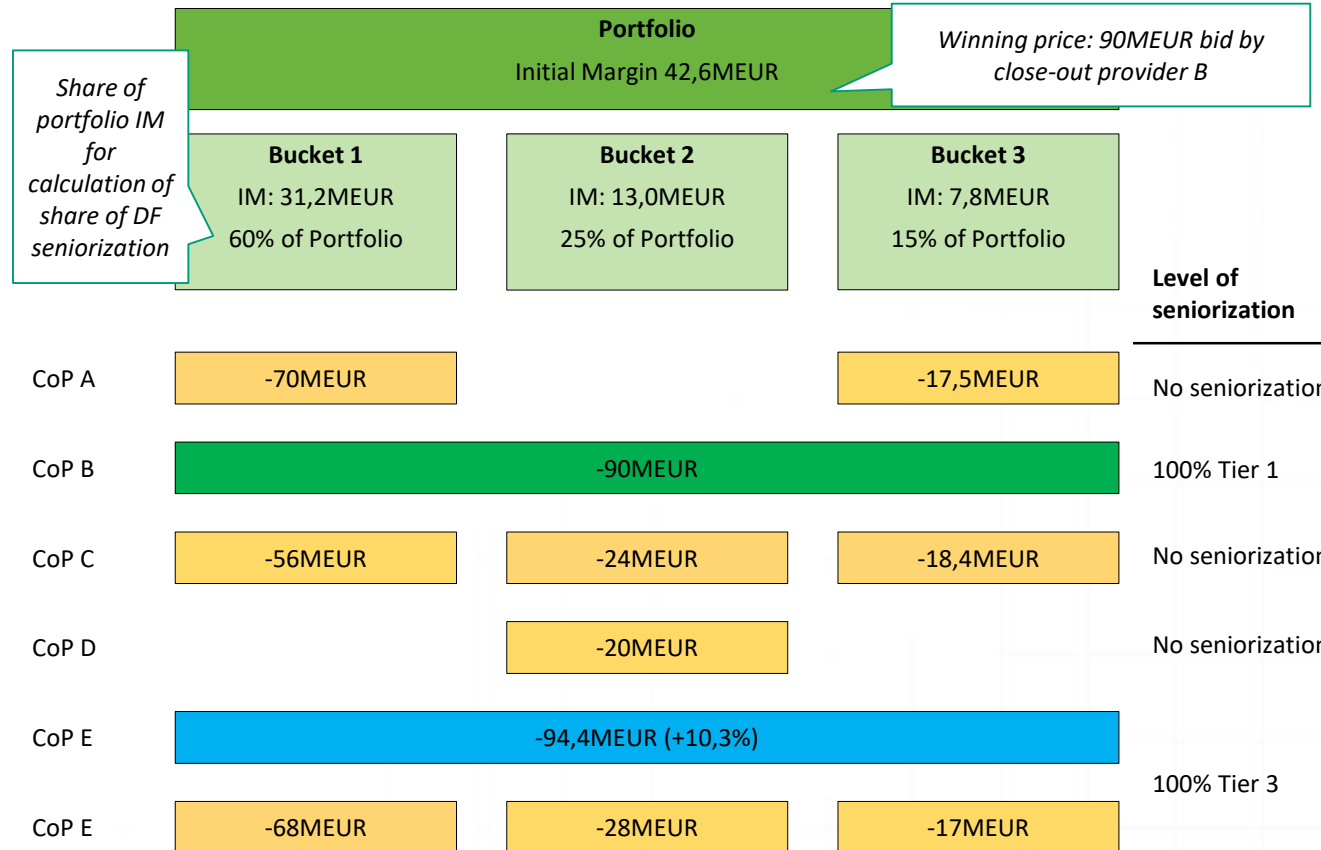 Portfolio
Initial Margin 42,6MEUR
Winning price: 90MEUR bid by
close-out provider B
Share of
portfolio IM
for
calculation of
share of DF
seniorization
Bucket 1
IM: 31,2MEUR
60% of Portfolio
Bucket 2
IM: 13,0MEUR
25% of Portfolio
Bucket 3
IM: 7,8MEUR
15% of Portfolio
Level of
seniorization
CoP A
-70MEUR
-17,5MEUR
No seniorization
CoP B
-90MEUR
100% Tier 1
CoP C
-56MEUR
-24MEUR
-18,4MEUR
No seniorization
CoP D
-20MEUR
No seniorization
CoP E
-94,4MEUR (+10,3%)
100% Tier 3
CoP E
-68MEUR
-28MEUR
-17MEUR